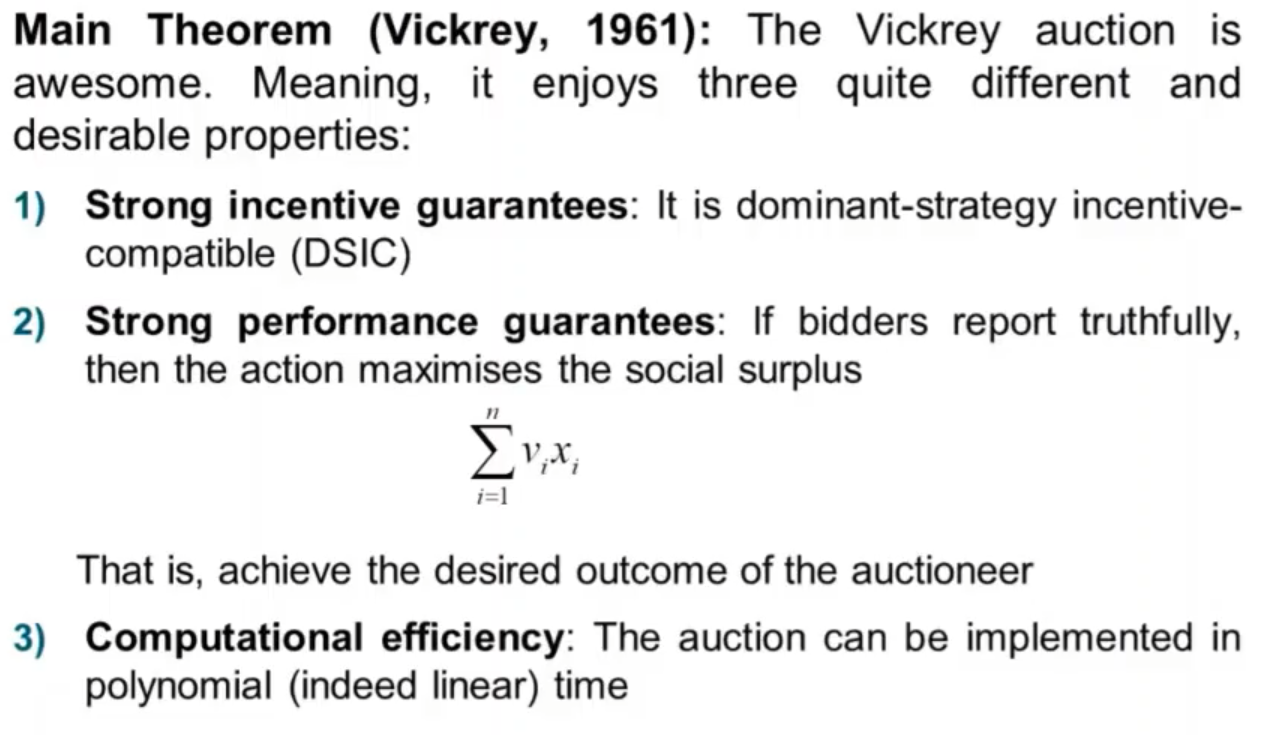 Main Theorem (Vickrey, 1961): The Vickrey auction is
awesome. Meaning, it enjoys three quite different and
desirable properties:
1) Strong incentive guarantees: It is dominant-strategy incentive-
compatible (DSIC)
2) Strong performance guarantees: If bidders report truthfully,
then the action maximises the social surplus
n
∑ vᵢxᵢ
i=1
That is, achieve the desired outcome of the auctioneer
3) Computational efficiency: The auction can be implemented in
polynomial (indeed linear) time